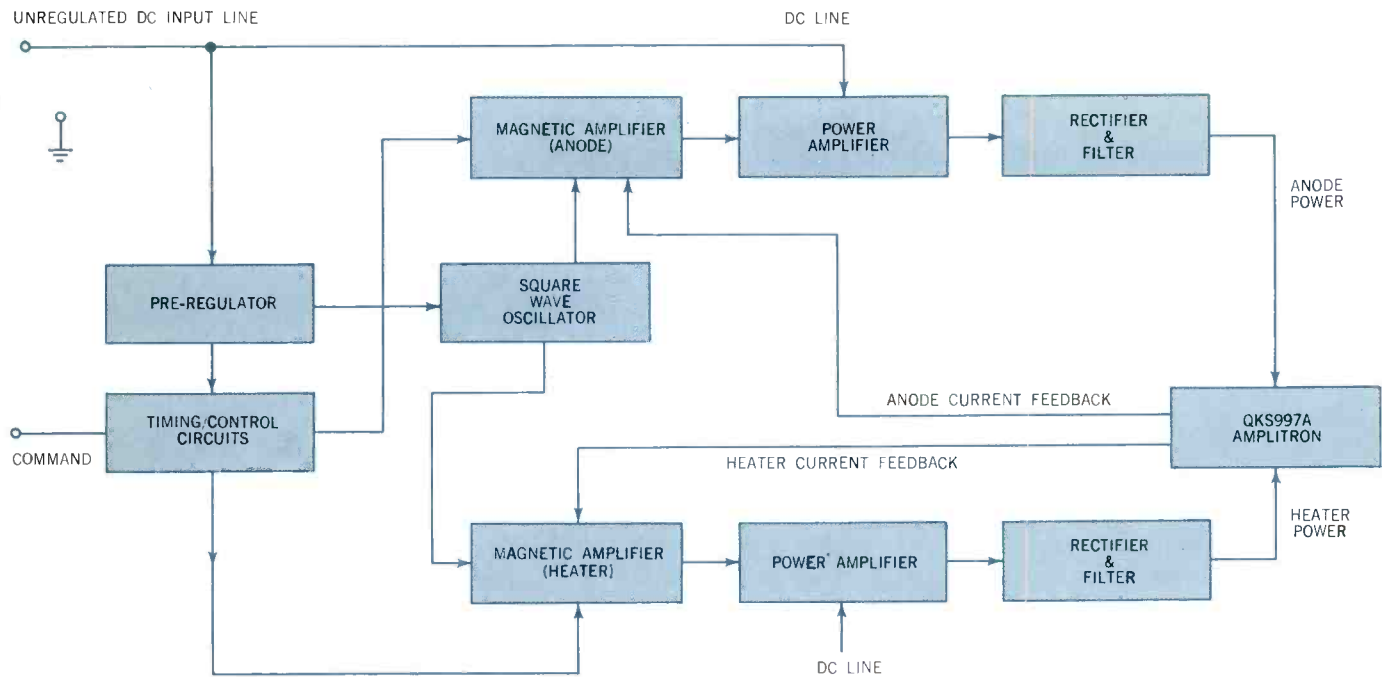 UNREGULATED DC INPUT LINE
DC LINE
MAGNETIC AMPLIFIER
(ANODE)
POWER
AMPLIFIER
RECTIFIER
&
FILTER
ANODE
POWER
PRE-REGULATOR
SQUARE
WAVE
OSCILLATOR
TIMING/CONTROL
CIRCUITS
COMMAND
ANODE CURRENT FEEDBACK
QKS997A
AMPLITRON
HEATER CURRENT FEEDBACK
MAGNETIC AMPLIFIER
(HEATER)
POWER AMPLIFIER
RECTIFIER
&
FILTER
HEATER
POWER
DC LINE